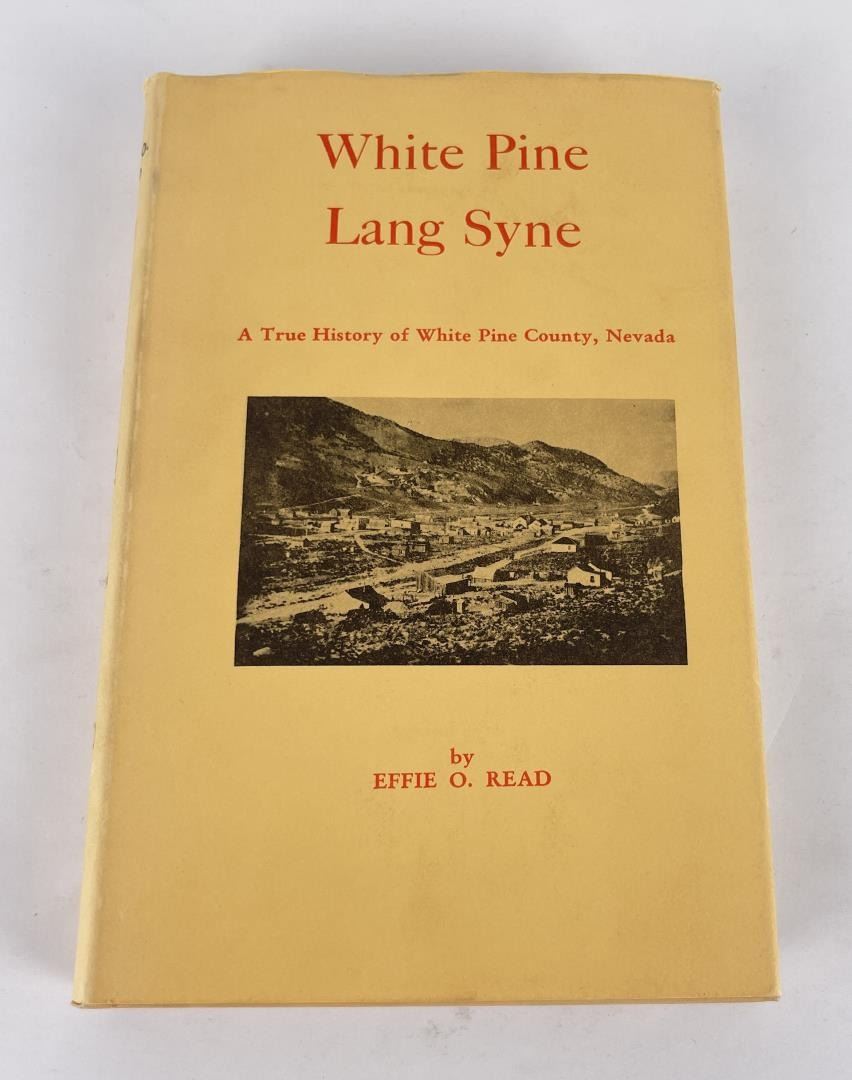 White Pine
Lang Syne
A True History of White Pine County, Nevada
by
EFFIE O. READ